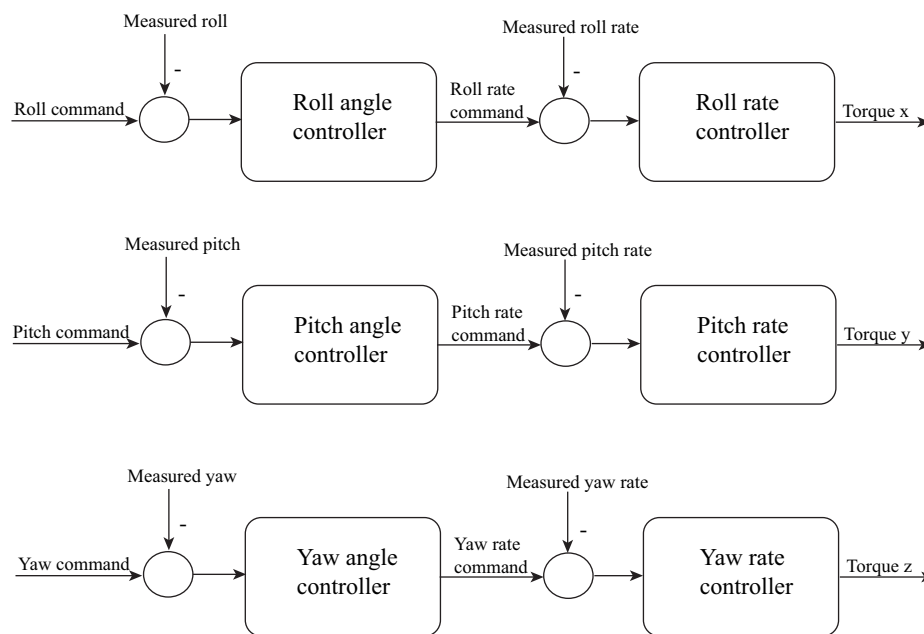 Measured roll
Measured roll rate
-
-
Roll command
Roll angle
controller
Roll rate
command
Roll rate
controller
Torque x
Measured pitch
Measured pitch rate
-
-
Pitch command
Pitch angle
controller
Pitch rate
command
Pitch rate
controller
Torque y
Measured yaw
Measured yaw rate
-
-
Yaw command
Yaw angle
controller
Yaw rate
command
Yaw rate
controller
Torque z